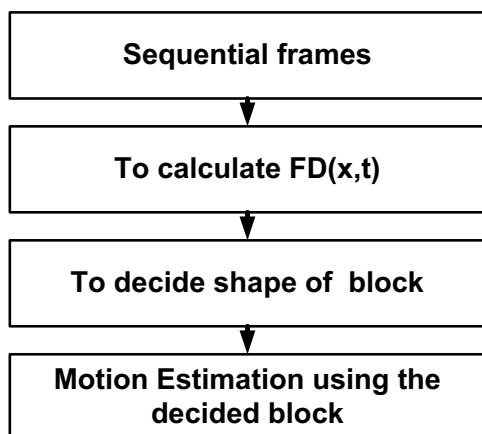 Sequential frames
To calculate FD(x,t)
To decide shape of  block
Motion Estimation using the
decided block